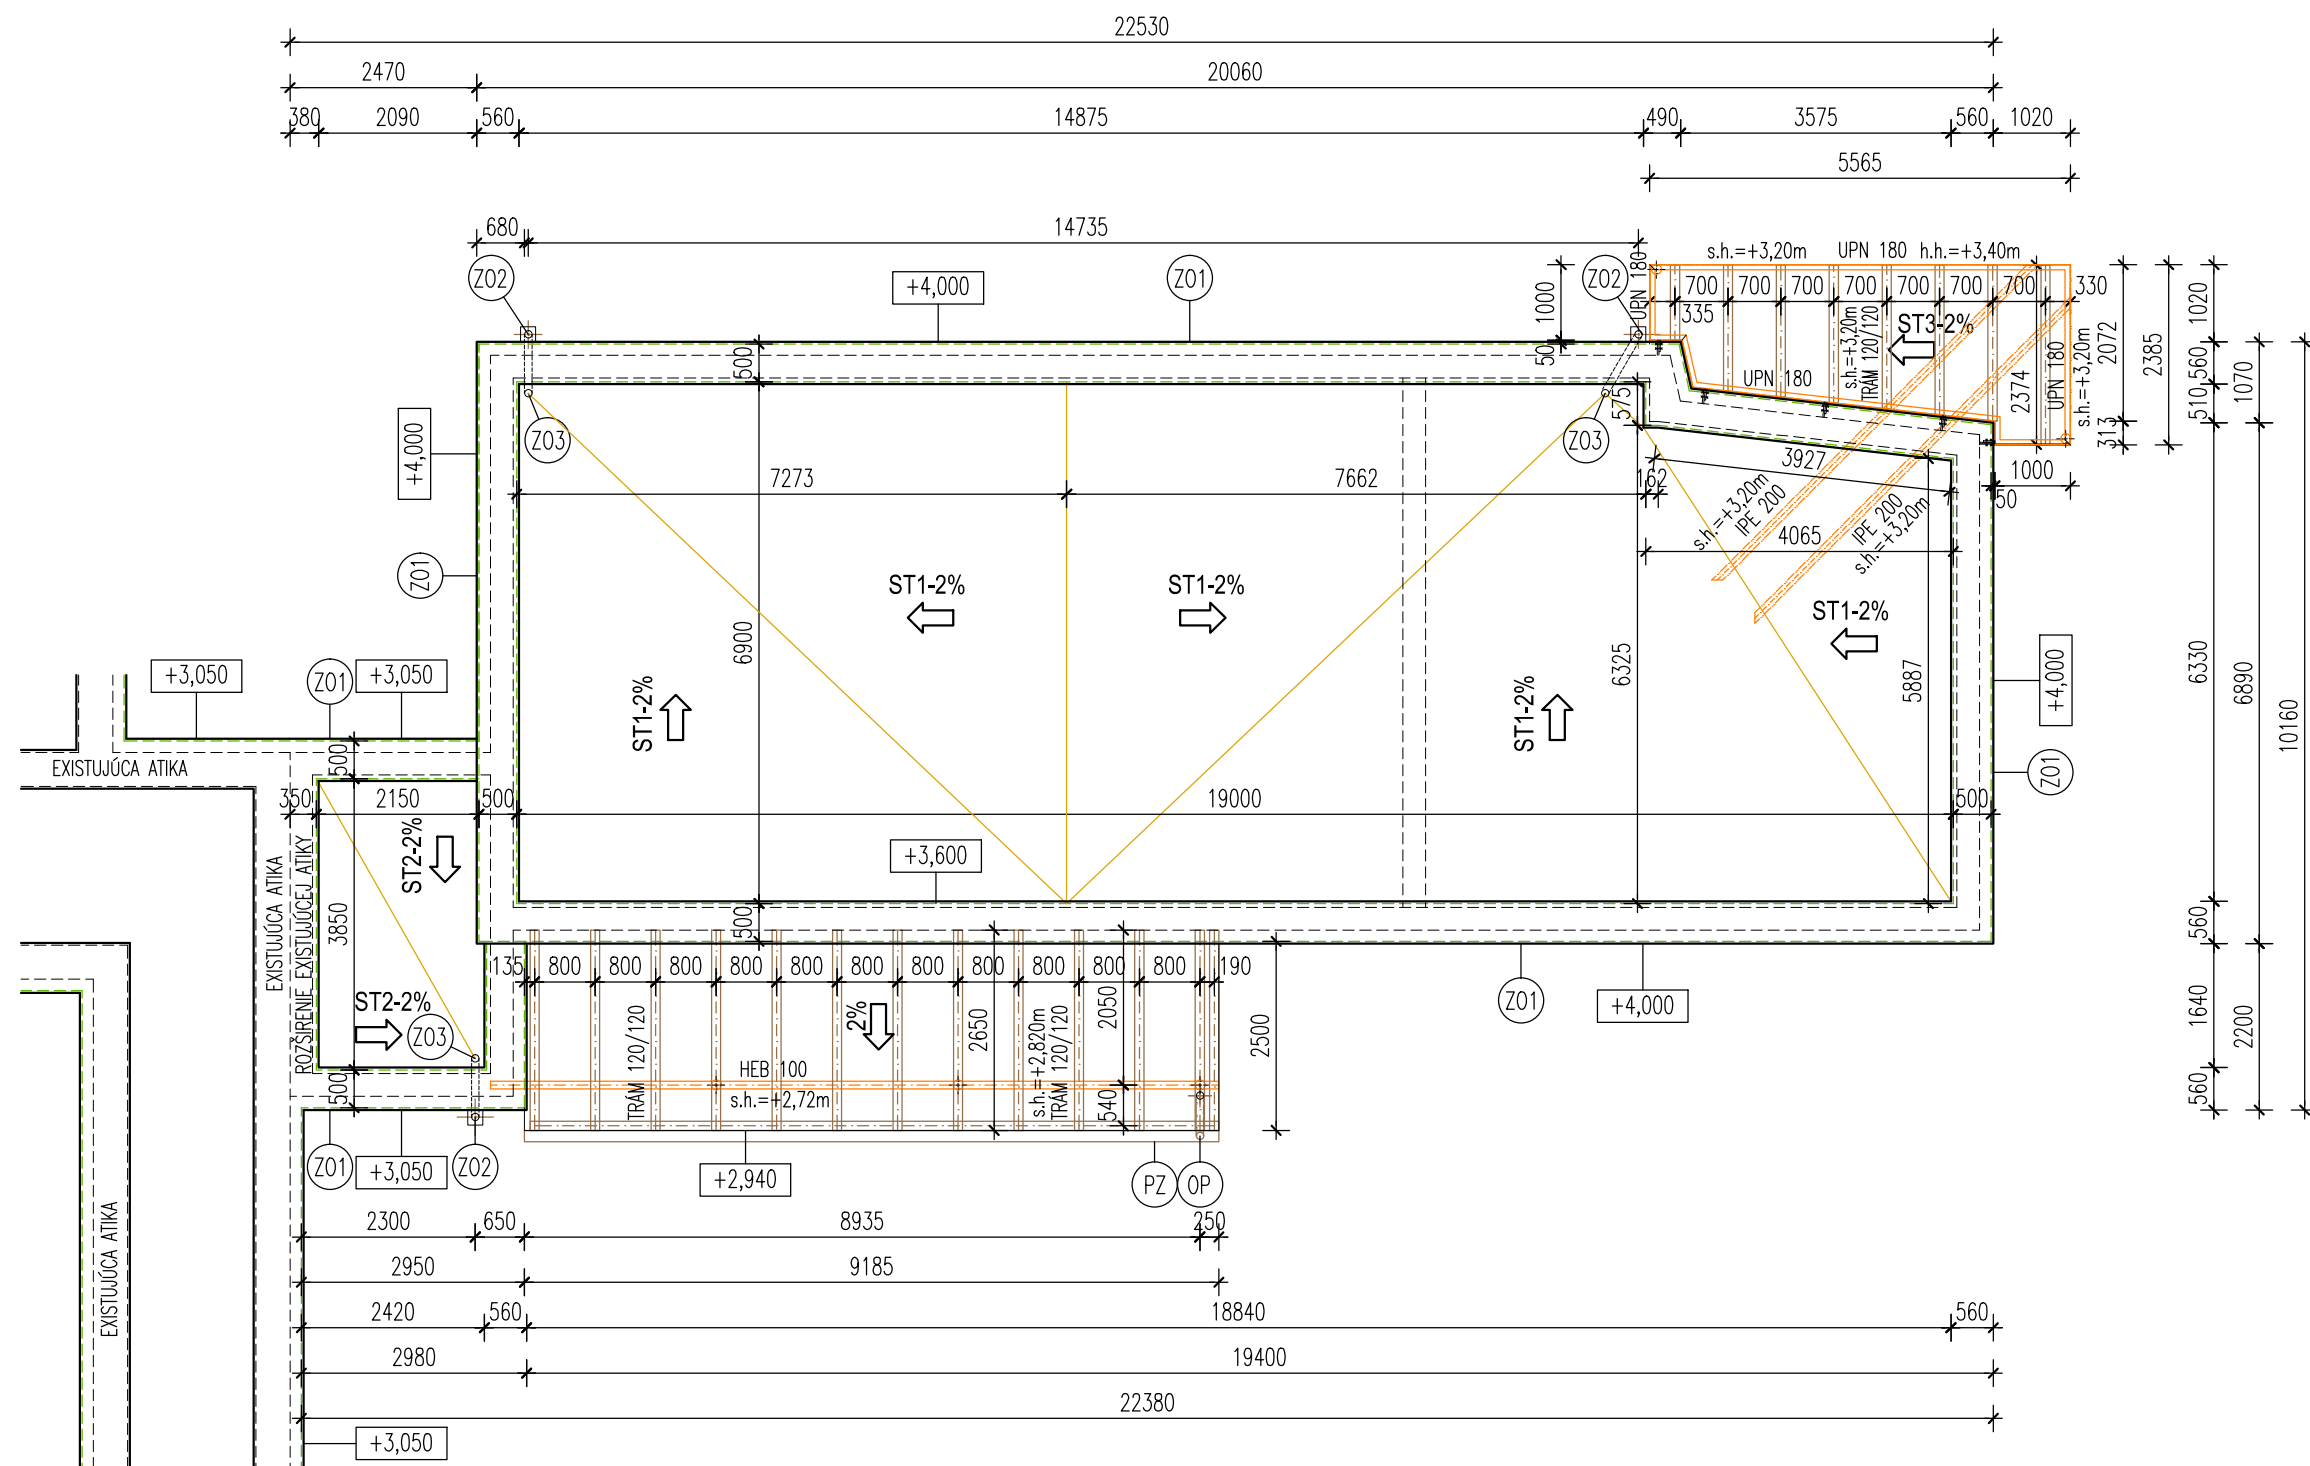 22530
2470
20060
380
2090
560
14875
490
3575
560
1020
5565
680
14735
s.h.=+3,20m
UPN 180
h.h.=+3,40m
Z02
+4,000
Z01
Z02
UPN 180
1000
50
700
700
700
700
700
700
700
330
335
s.h.=+3,20m
TRÁM 120/120
ST3-2%
UPN 180
2374
UPN 180
s.h.=+3,20m
2072
313
2385
1020
560
510
1070
500
575
+4,000
Z03
Z03
3927
1000
50
7273
7662
162
s.h.=+3,20m
IPE 200
IPE 200
s.h.=+3,20m
4065
Z01
ST1-2%
ST1-2%
ST1-2%
6900
6325
5887
ST1-2%
ST1-2%
+4,000
6330
6890
10160
+3,050
Z01
+3,050
Z01
500
EXISTUJÚCA ATIKA
350
2150
500
19000
500
ST2-2%
+3,600
EXISTUJÚCA ATIKA
ROZŠÍRENIE EXISTUJÚCEJ ATIKY
3850
500
560
135
800
800
800
800
800
800
800
800
800
800
800
190
Z01
+4,000
ST2-2%
Z03
2%
2650
2050
2500
1640
2200
TRÁM 120/120
HEB 100
s.h.=+2,72m
s.h.=+2,820m
TRÁM 120/120
540
500
560
Z01
+3,050
Z02
+2,940
PZ
OP
EXISTUJÚCA ATIKA
2300
650
8935
250
2950
9185
2420
560
18840
560
2980
19400
22380
+3,050